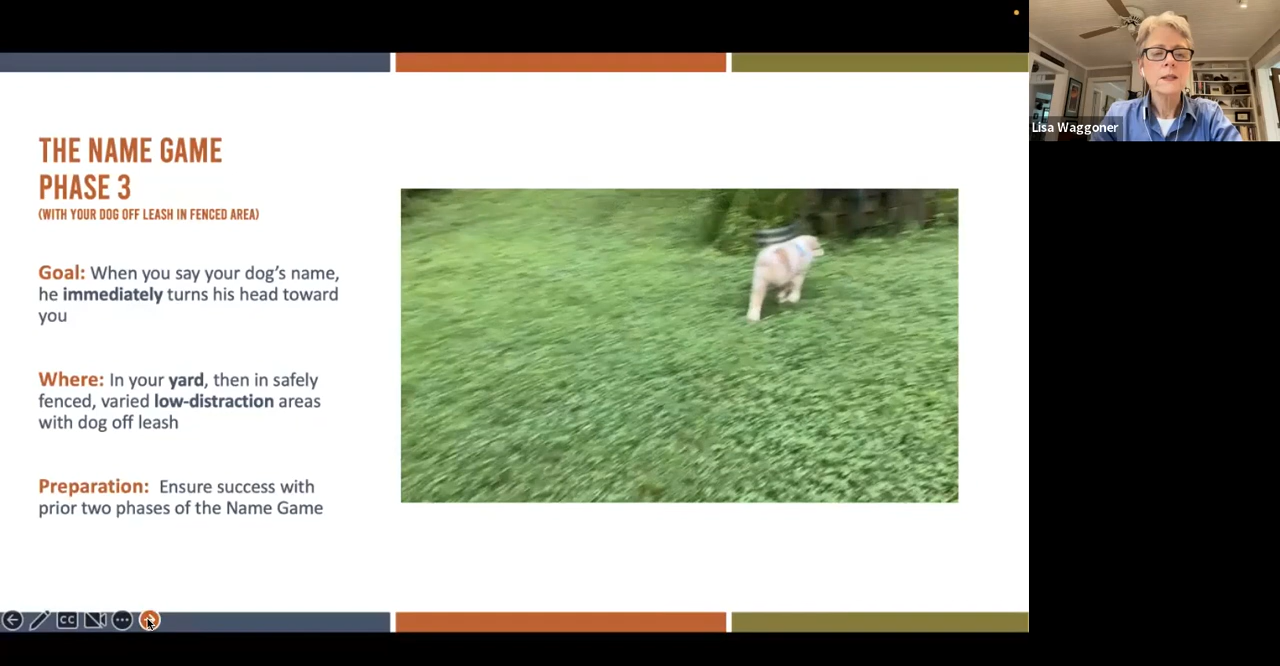 THE NAME GAME
PHASE 3
(WITH YOUR DOG OFF LEASH IN FENCED AREA)
Goal: When you say your dog’s name,
he immediately turns his head toward
you
Where: In your yard, then in safely
fenced, varied low-distraction areas
with dog off leash
Preparation: Ensure success with
prior two phases of the Name Game
CC
Lisa Waggoner